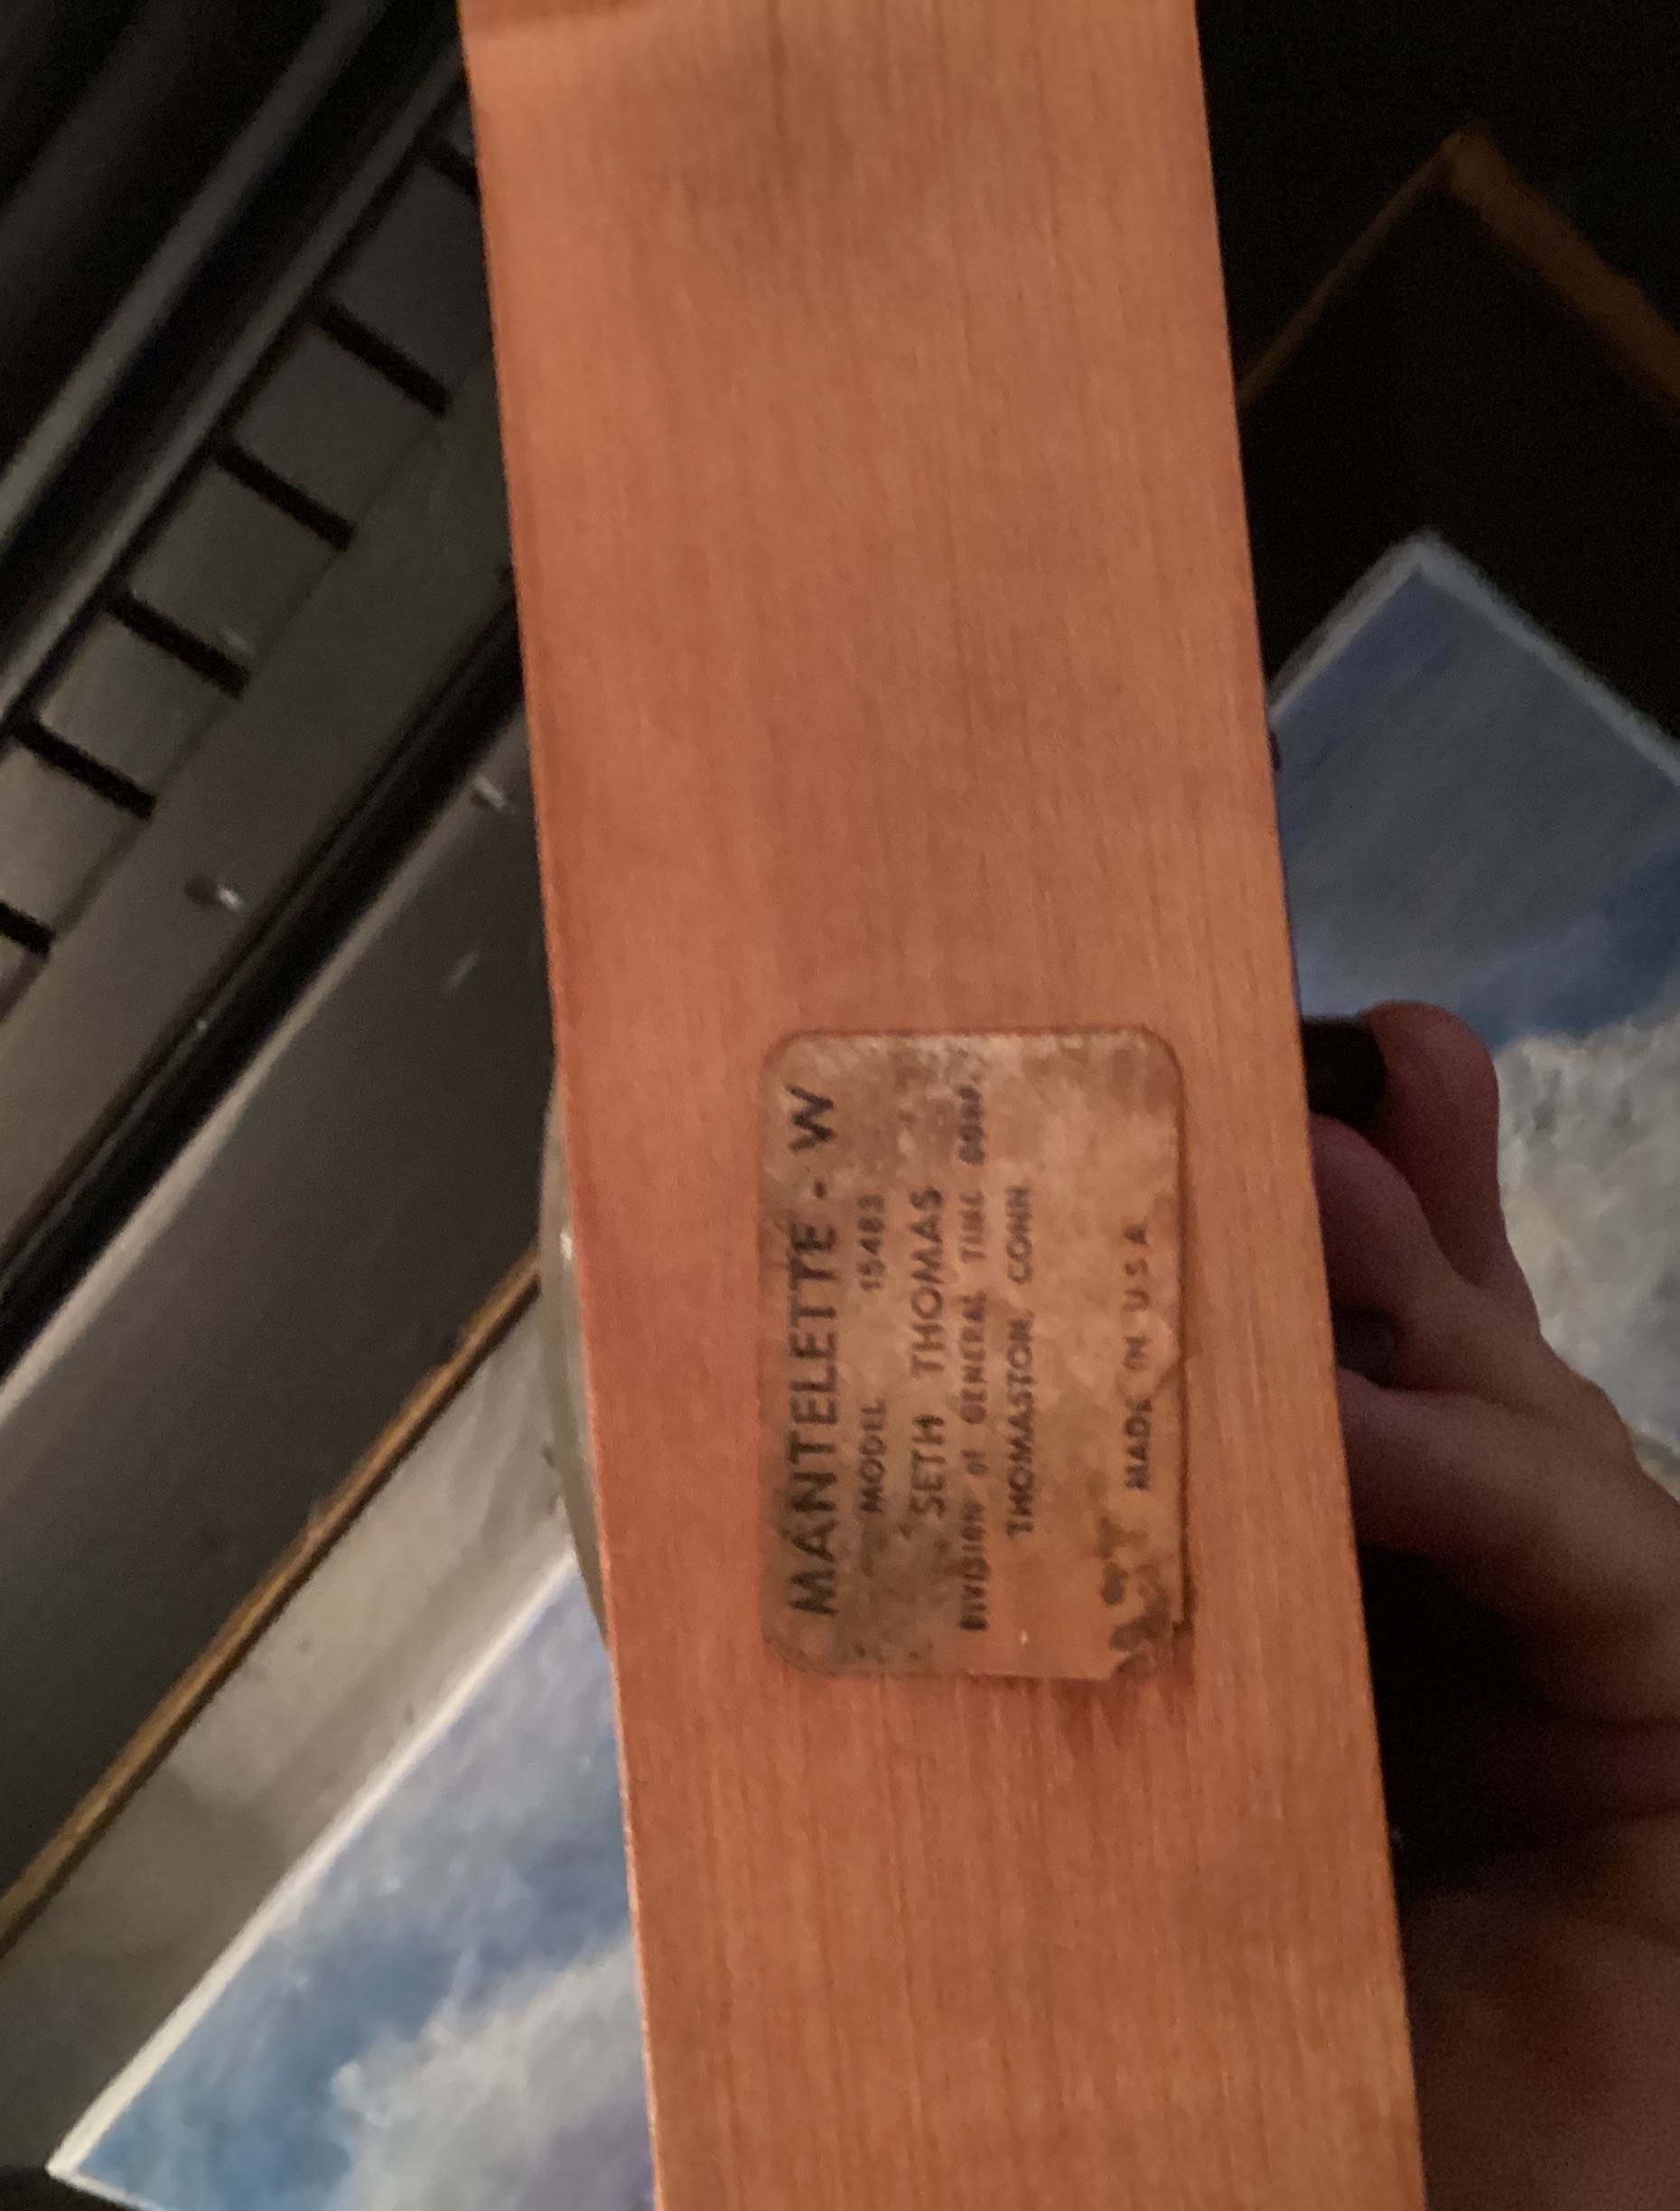 MANTELETTE - W
MODEL 15483
SETH THOMAS
DIVISION of GENERAL TIME CORP.
THOMASTON, CONN.
MADE IN U.S.A.